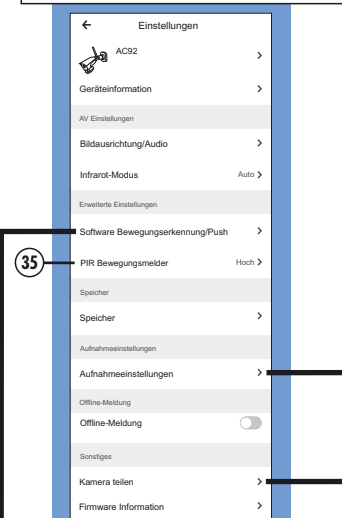 Einstellungen
AC92
Geräteinformation
AV Einstellungen
Bildausrichtung/Audio
Infrarot-Modus Auto
Erweiterte Einstellungen
Software Bewegungserkennung/Push
35 PIR Bewegungsmelder Hoch
Speicher
Speicher
Aufnahmeeinstellungen
Aufnahmeeinstellungen
Offline-Meldung
Offline-Meldung
Sonstiges
Kamera teilen
Firmware Information